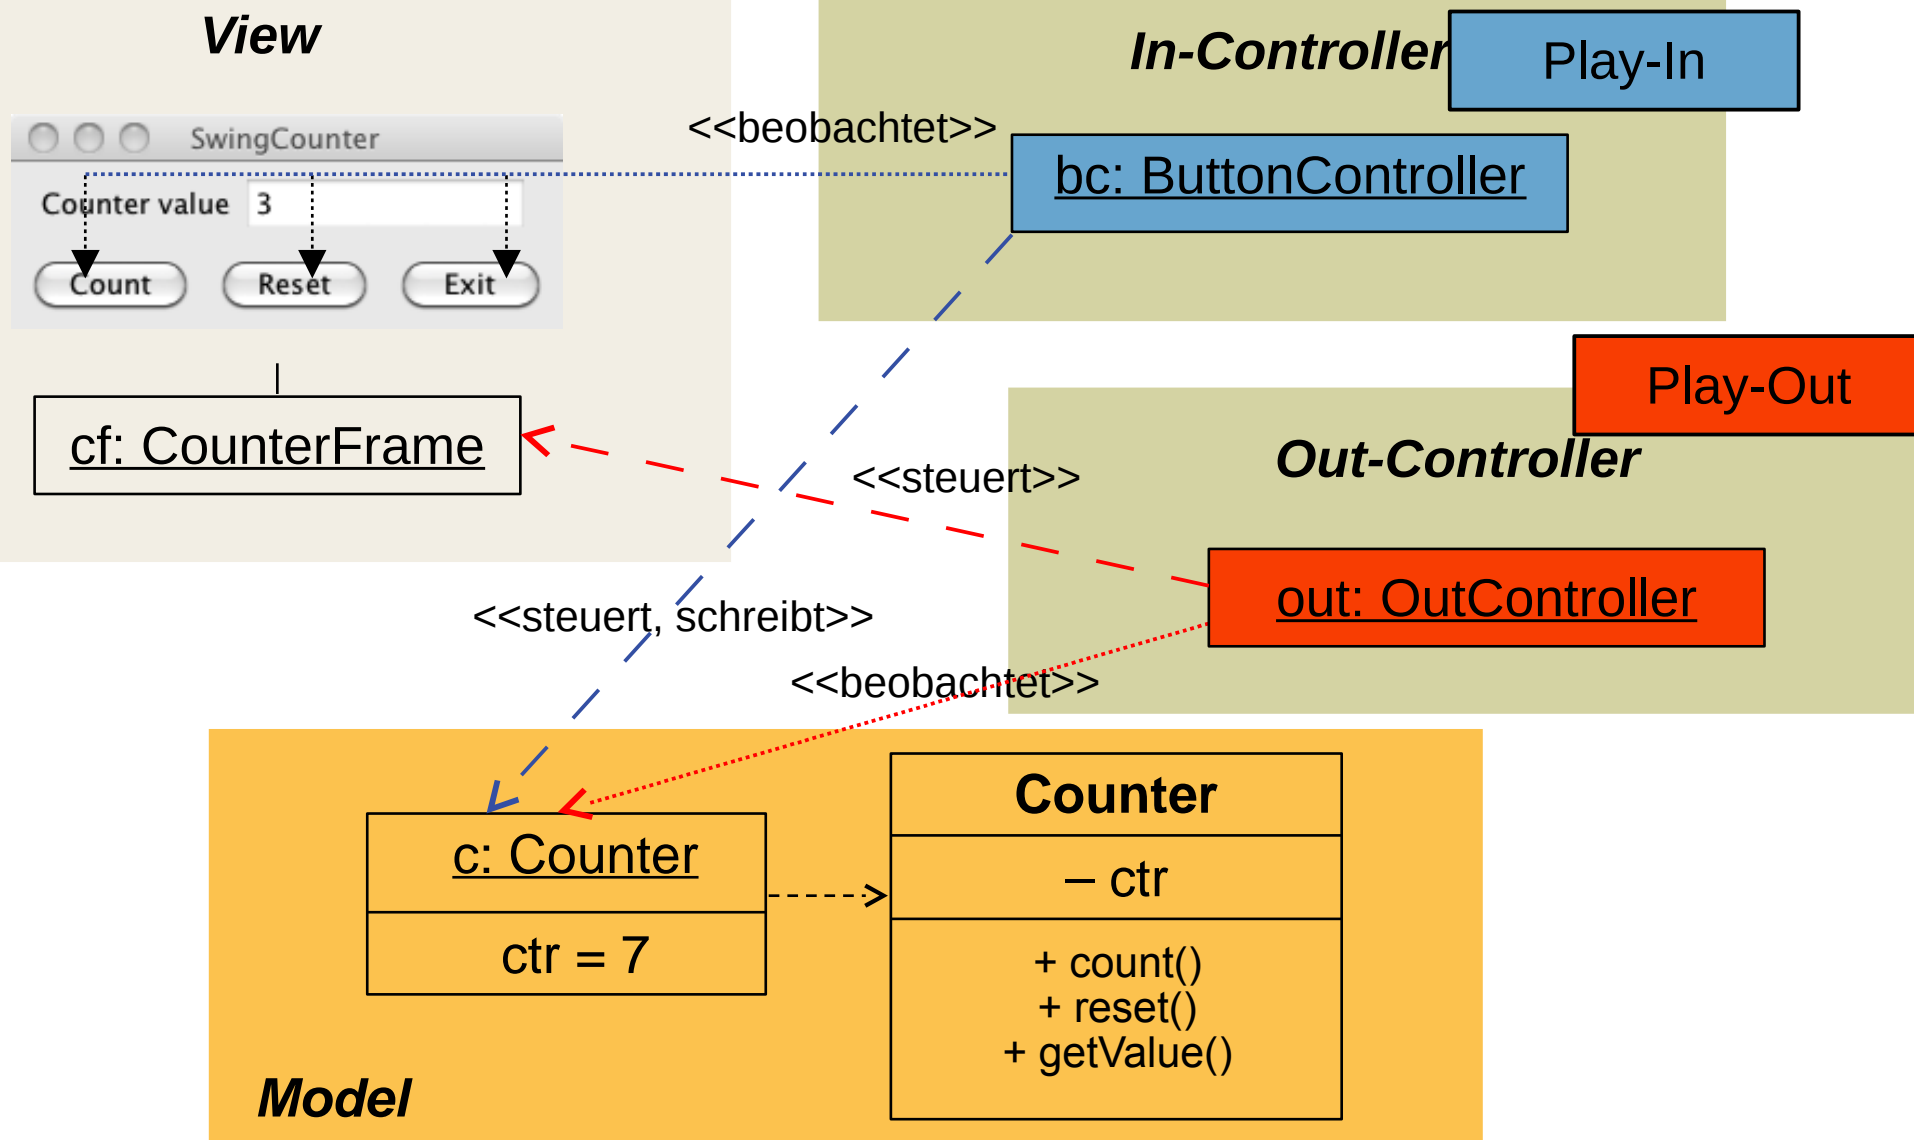 View
In-Controller
Play-In
SwingCounter
<<beobachtet>>
bc: ButtonController
Counter value 3
Count Reset Exit
Play-Out
cf: CounterFrame
<<steuert>>
Out-Controller
out: OutController
<<steuert, schreibt>>
<<beobachtet>>
Counter
c: Counter
– ctr
ctr = 7
+ count()
+ reset()
+ getValue()
Model